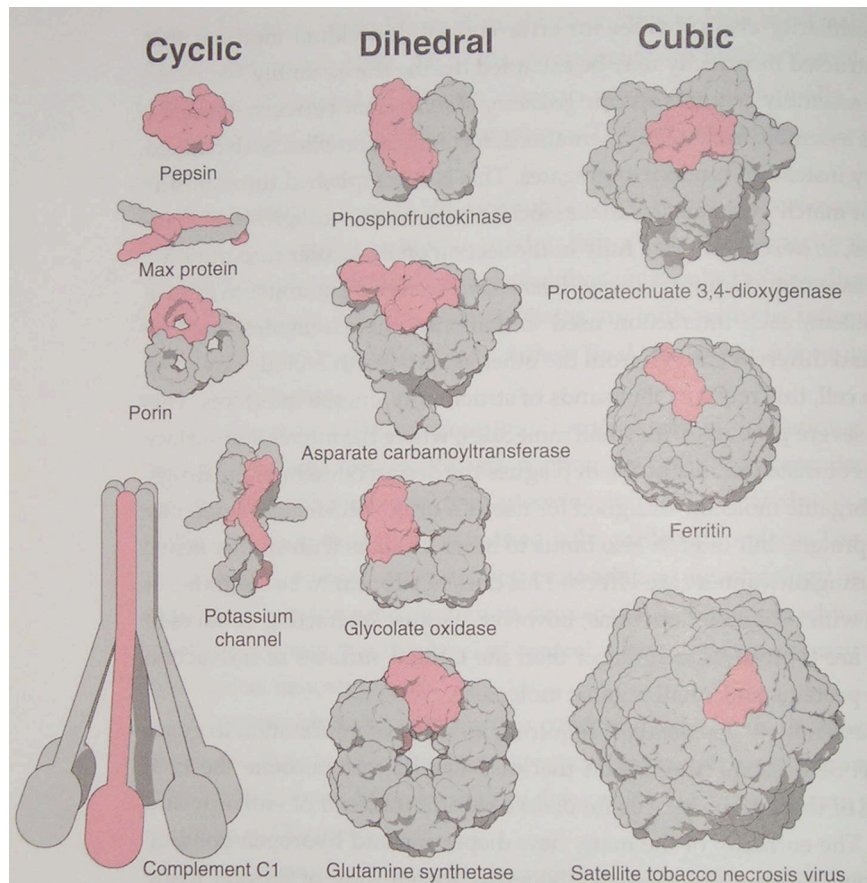 Cyclic
Dihedral
Cubic
Pepsin
Max protein
Porin
Potassium
channel
Complement C1
Phosphofructokinase
Asparate carbamoyltransferase
Glycolate oxidase
Glutamine synthetase
Protocatechuate 3,4-dioxygenase
Ferritin
Satellite tobacco necrosis virus